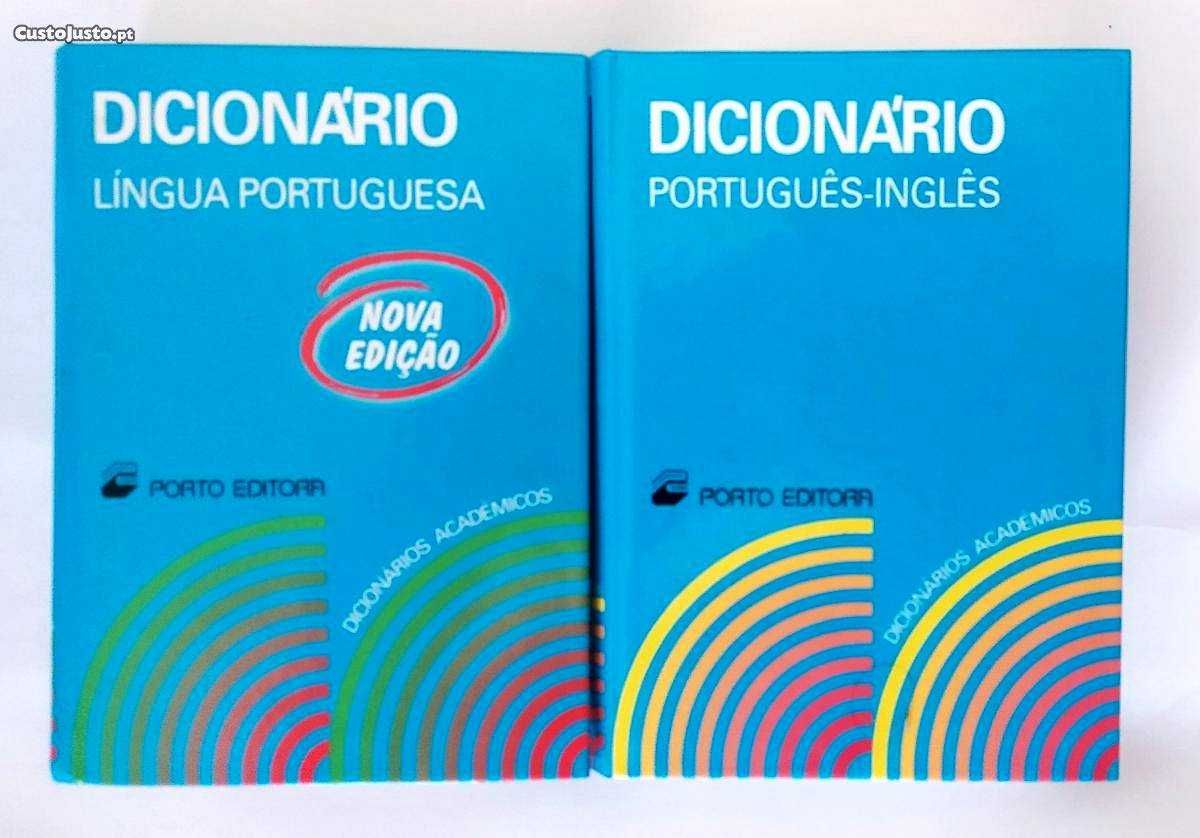 CustoJusto.pt
DICIONÁRIO
LÍNGUA PORTUGUESA
NOVA
EDIÇÃO
PORTO EDITORA
DICIONÁRIOS ACADÉMICOS
DICIONÁRIO
PORTUGUÊS-INGLÊS
PORTO EDITORA
DICIONÁRIOS ACADÉMICOS